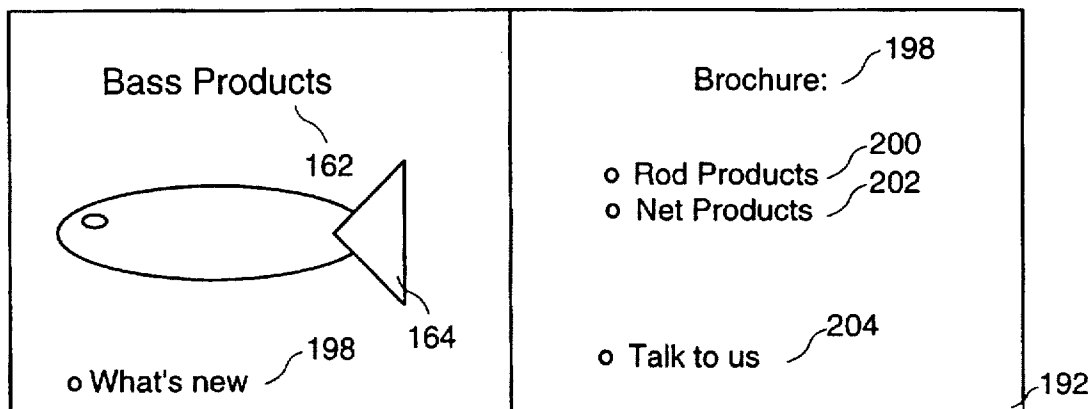 Bass Products
162
164
What's new 198
Brochure: 198
Rod Products 200
Net Products 202
Talk to us 204
192